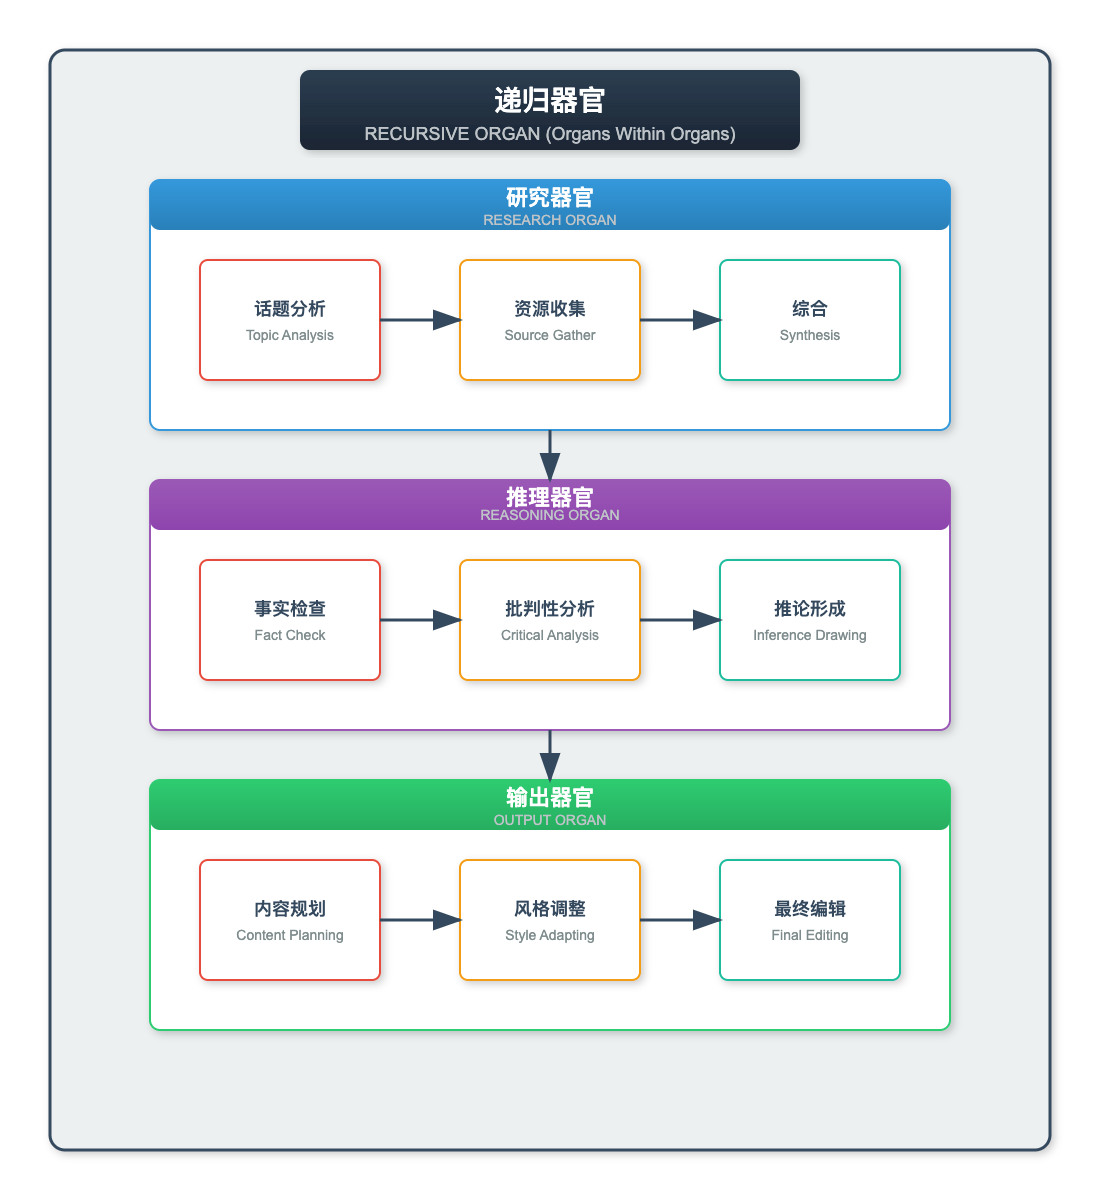 递归器官
RECURSIVE ORGAN (Organs Within Organs)
研究器官
RESEARCH ORGAN
话题分析
Topic Analysis
资源收集
Source Gather
综合
Synthesis
推理器官
REASONING ORGAN
事实检查
Fact Check
批判性分析
Critical Analysis
推论形成
Inference Drawing
输出器官
OUTPUT ORGAN
内容规划
Content Planning
风格调整
Style Adapting
最终编辑
Final Editing